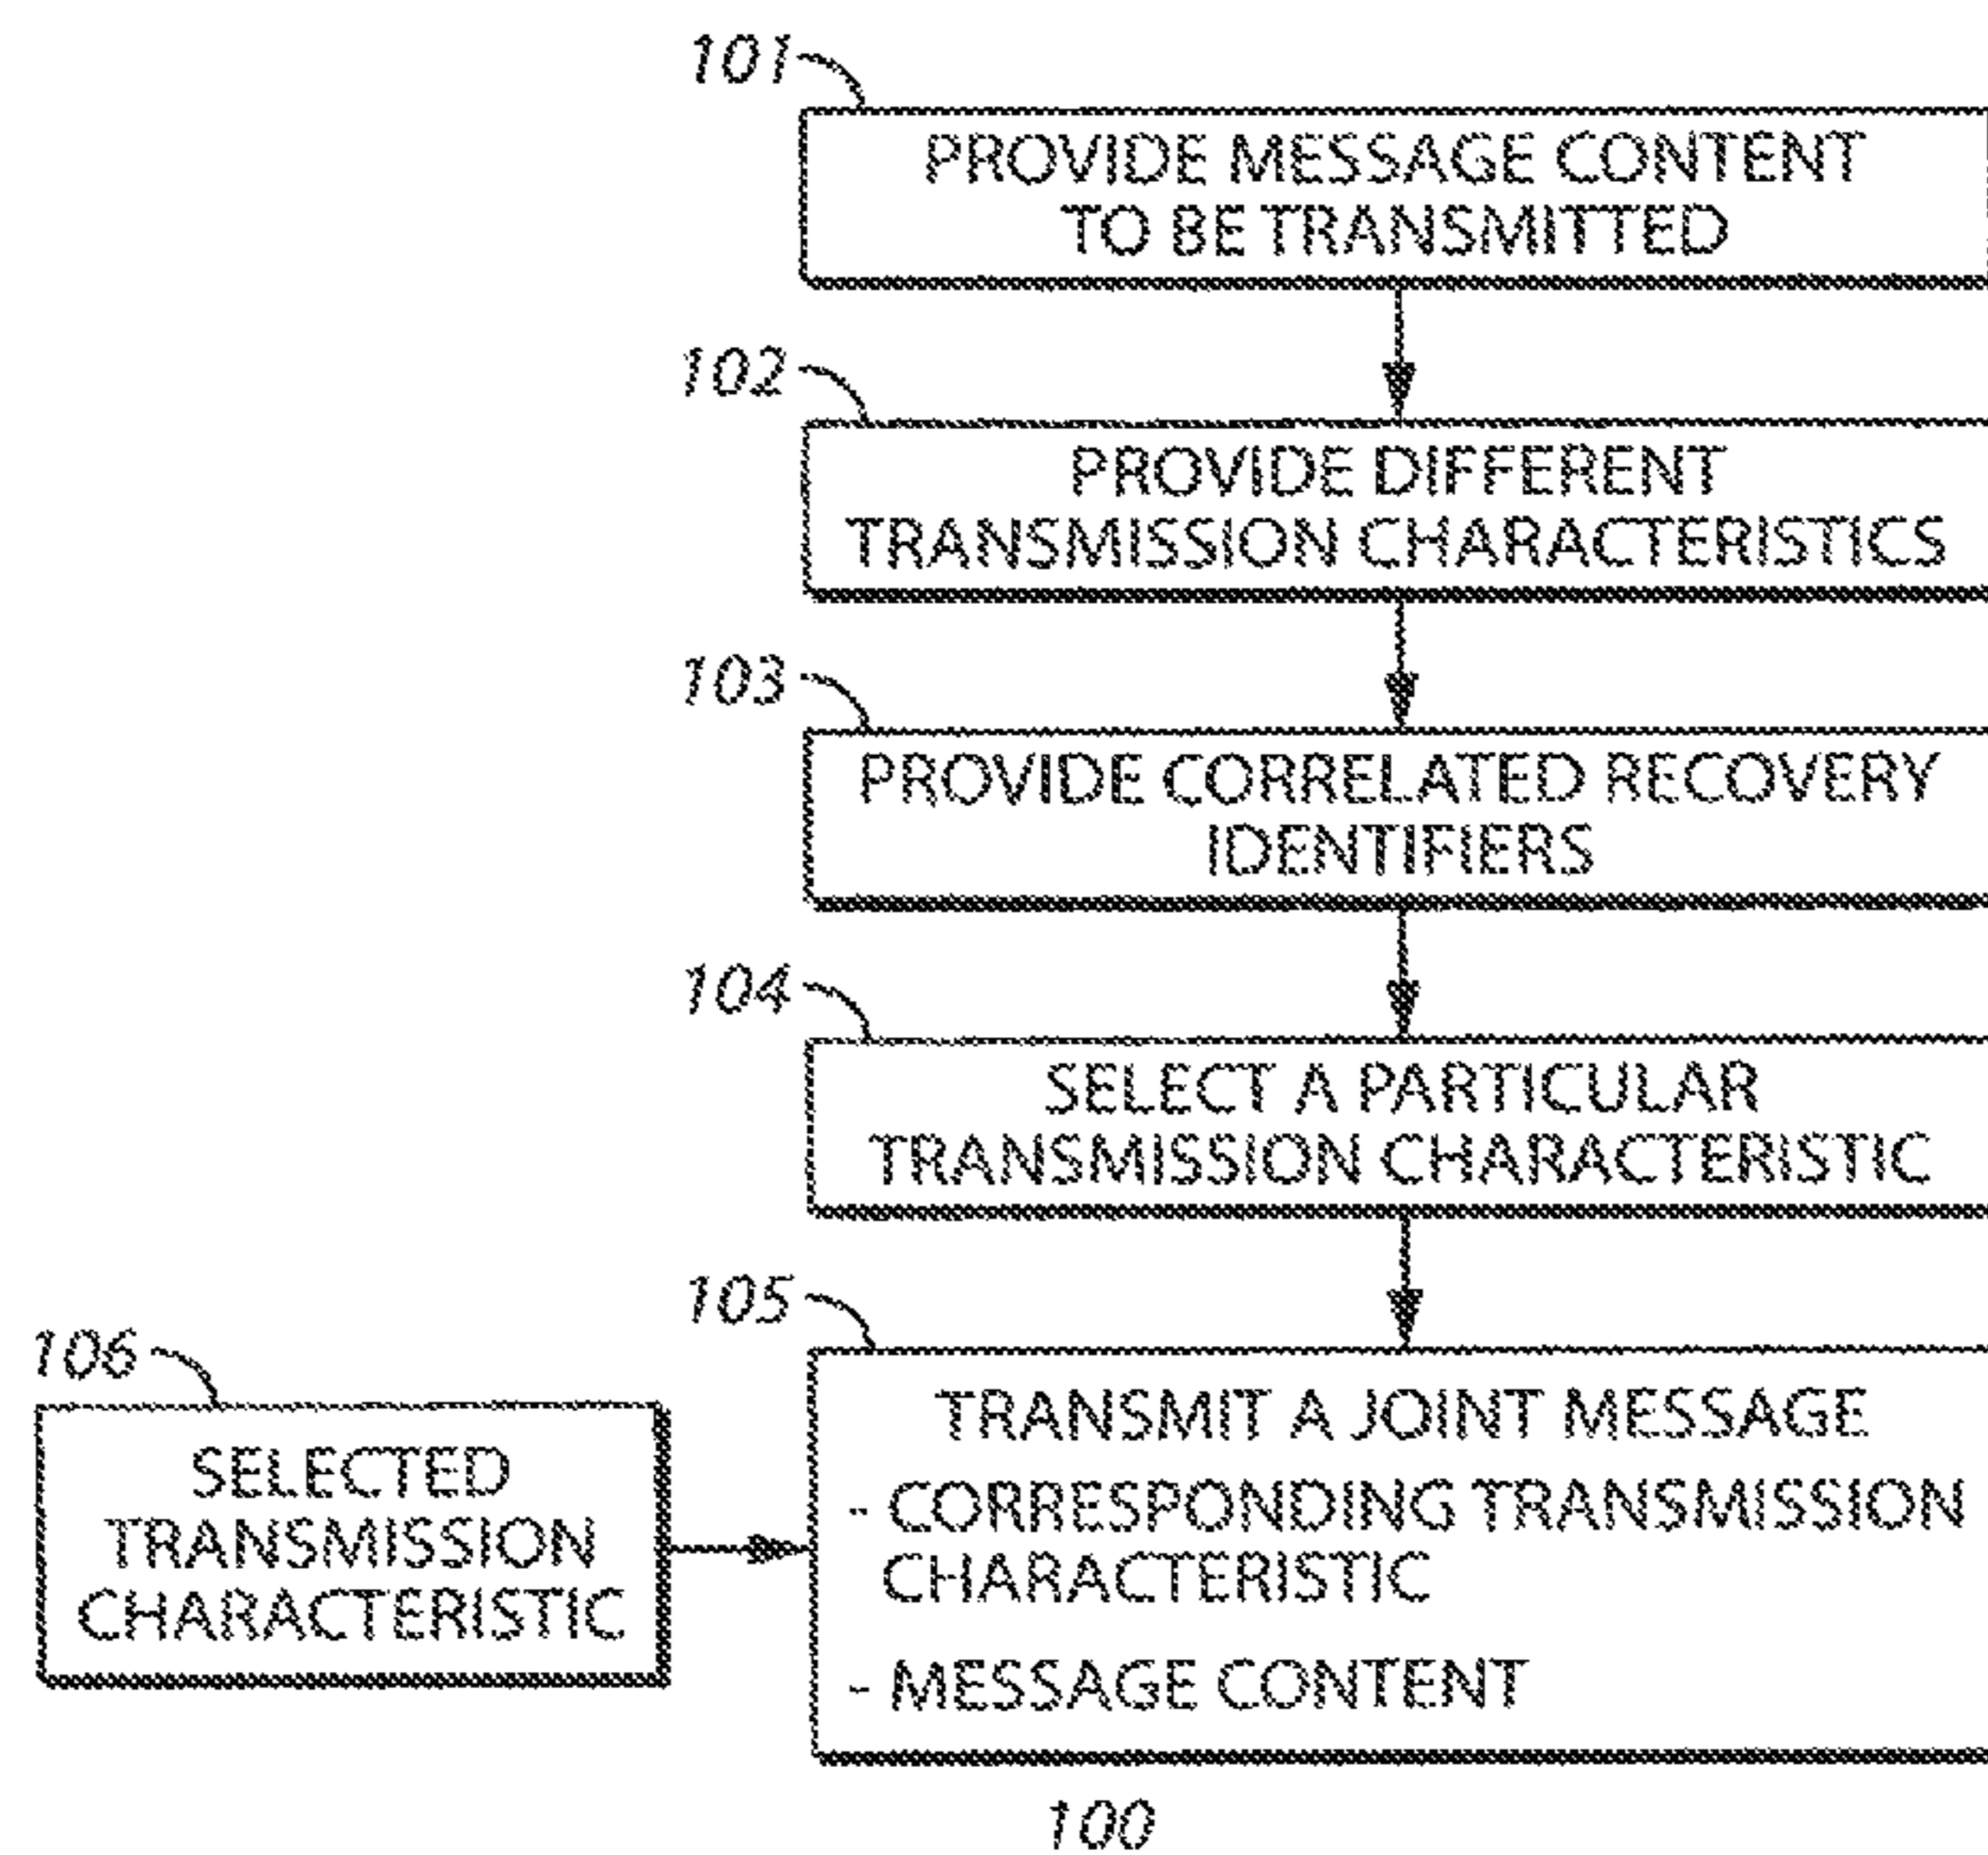 101
PROVIDE MESSAGE CONTENT
TO BE TRANSMITTED
102
PROVIDE DIFFERENT
TRANSMISSION CHARACTERISTICS
103
PROVIDE CORRELATED RECOVERY
IDENTIFIERS
104
SELECT A PARTICULAR
TRANSMISSION CHARACTERISTIC
105
TRANSMIT A JOINT MESSAGE
- CORRESPONDING TRANSMISSION
CHARACTERISTIC
- MESSAGE CONTENT
106
SELECTED
TRANSMISSION
CHARACTERISTIC
100